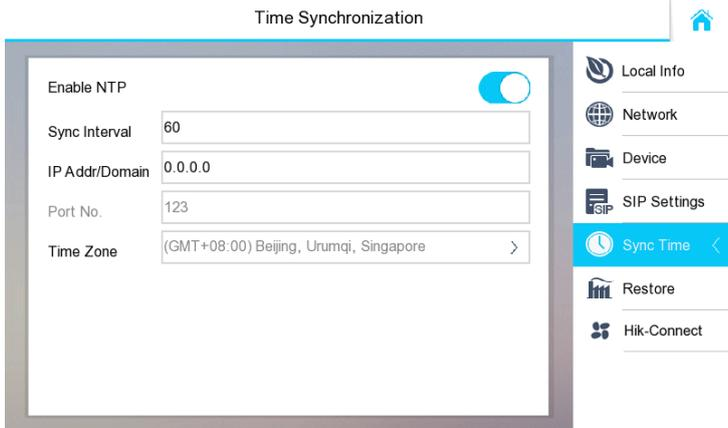 Time Synchronization
Enable NTP
Sync Interval 60
IP Addr/Domain 0.0.0.0
Port No. 123
Time Zone (GMT+08:00) Beijing, Urumqi, Singapore
Local Info
Network
Device
SIP SIP Settings
Sync Time
Restore
Hik-Connect